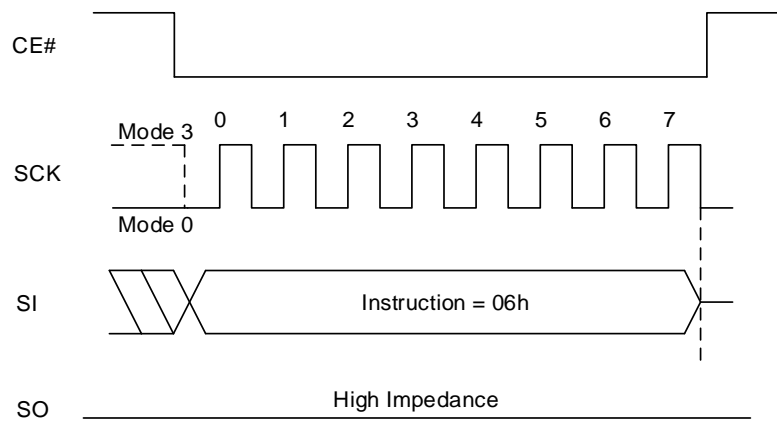 CE#
Mode 3
0 1 2 3 4 5 6 7
SCK
Mode 0
SI
Instruction = 06h
SO
High Impedance